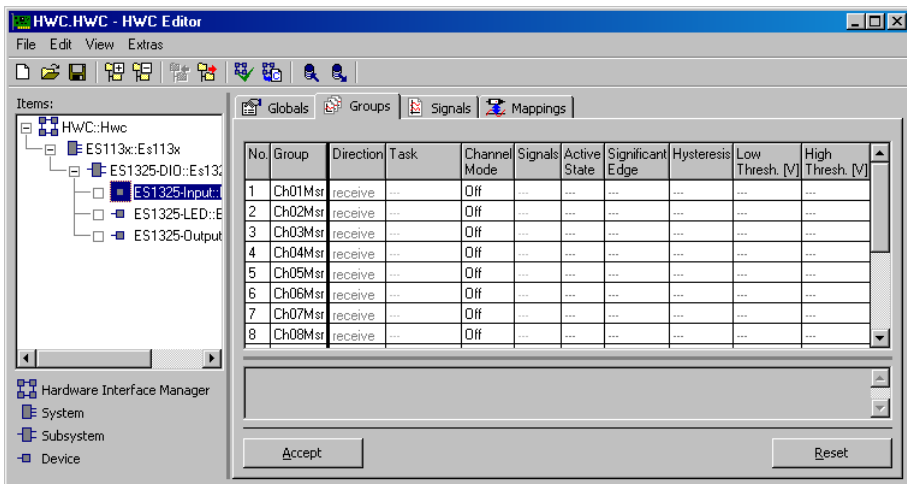 HWC.HWC - HWC Editor
File Edit View Extras
Items:
HWC::Hwc
ES113x::Es113x
ES1325-DIO::Es132
ES1325-Input::
ES1325-LED::E
ES1325-Output
Hardware Interface Manager
System
Subsystem
Device
Globals Groups Signals Mappings
No. Group Direction Task Channel Mode Signals Active State Significant Edge Hysteresis Low Thresh. [V] High Thresh. [V]
1 Ch01Msr receive --- Off --- --- --- --- --- ---
2 Ch02Msr receive --- Off --- --- --- --- --- ---
3 Ch03Msr receive --- Off --- --- --- --- --- ---
4 Ch04Msr receive --- Off --- --- --- --- --- ---
5 Ch05Msr receive --- Off --- --- --- --- --- ---
6 Ch06Msr receive --- Off --- --- --- --- --- ---
7 Ch07Msr receive --- Off --- --- --- --- --- ---
8 Ch08Msr receive --- Off --- --- --- --- --- ---
Accept Reset